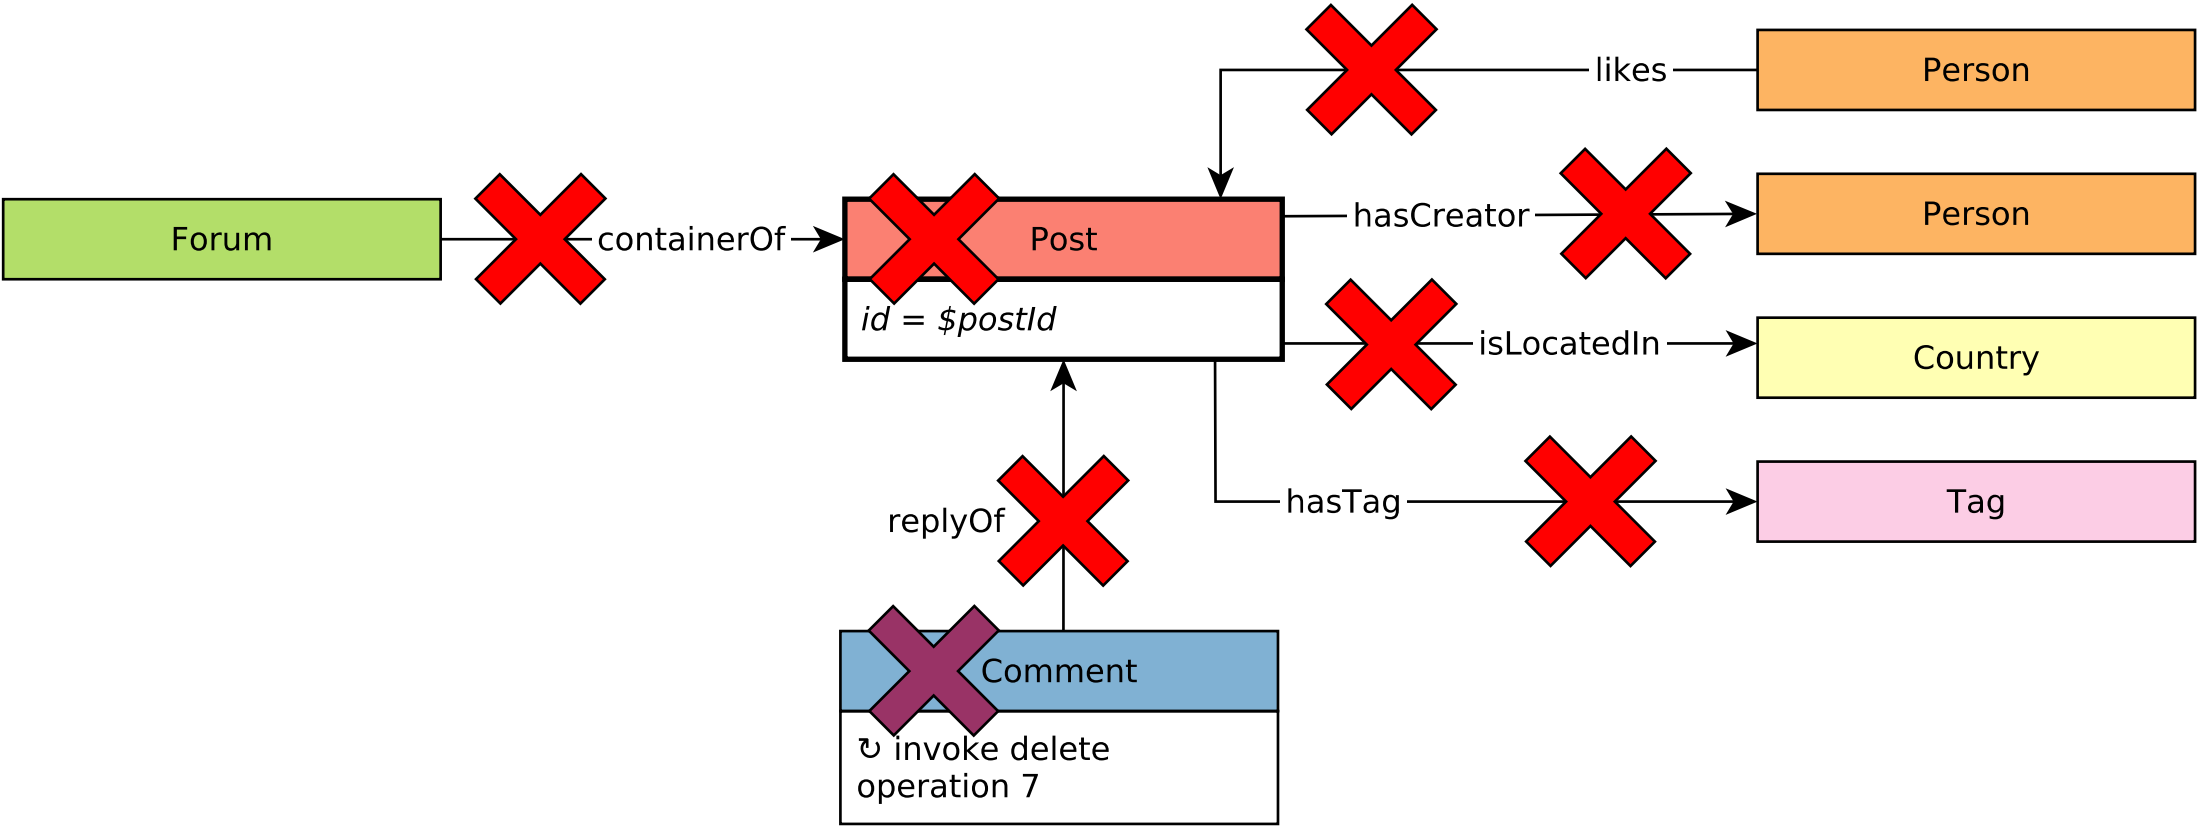 likes
Person
hasCreator
Person
Forum
containerOf
Post
id = $postId
isLocatedIn
Country
hasTag
Tag
replyOf
Comment
↻ invoke delete
operation 7